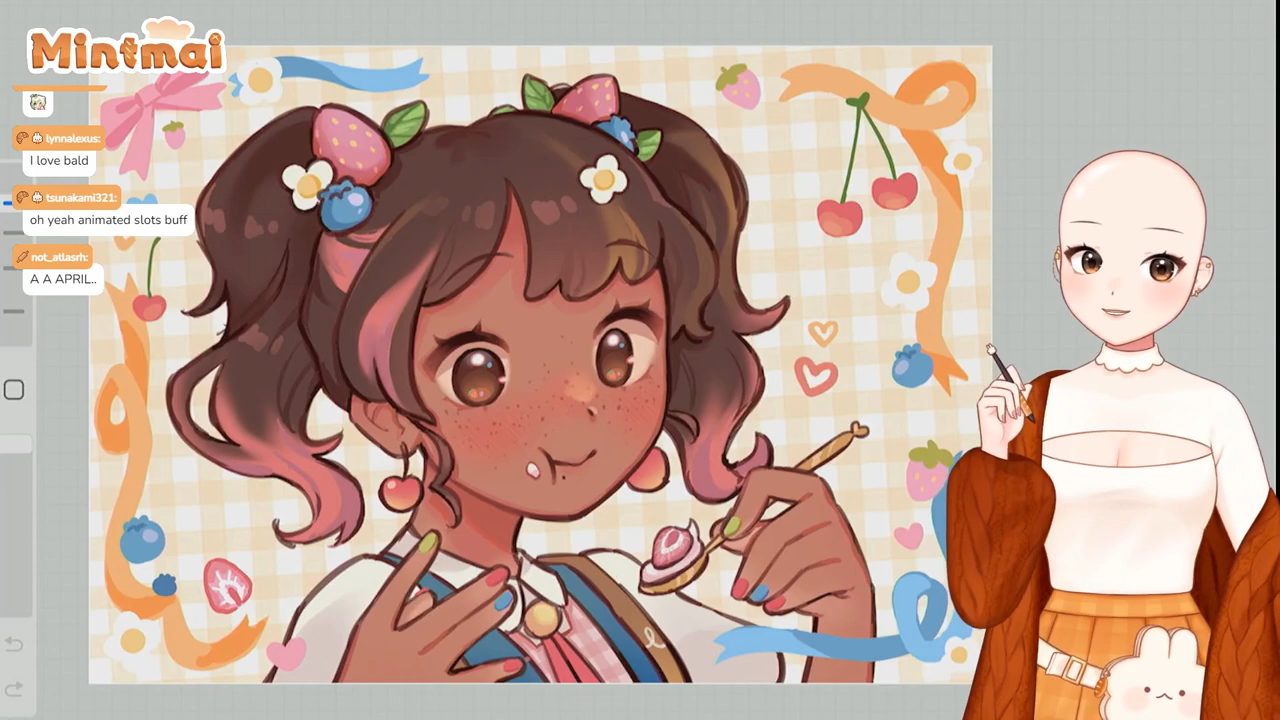 Mintmai
lynnalexus:
I love bald
tsunakami321:
oh yeah animated slots buff
not_atlasrh:
A A APRIL..